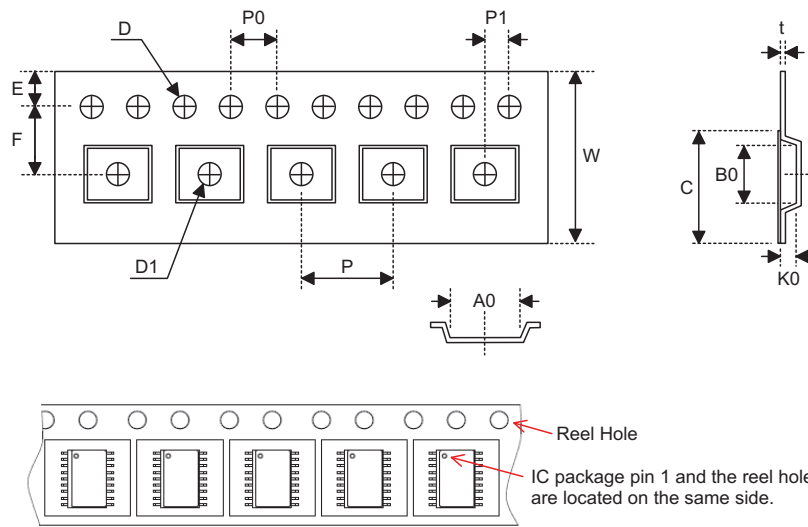 D
P0
P1
t
E
F
W
C
B0
D1
P
K0
A0
Reel Hole
IC package pin 1 and the reel hole
are located on the same side.